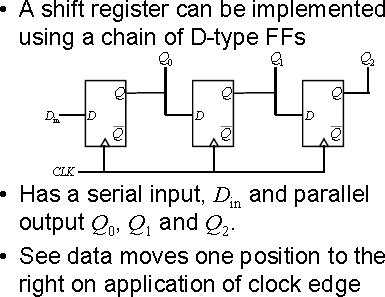 • A shift register can be implemented
using a chain of D-type FFs
Q₀ Q₁ Q₂
Q Q Q
Dᵢₙ D D D
Q̅ Q̅ Q̅
CLK
• Has a serial input, Dᵢₙ and parallel
output Q₀, Q₁ and Q₂.
• See data moves one position to the
right on application of clock edge